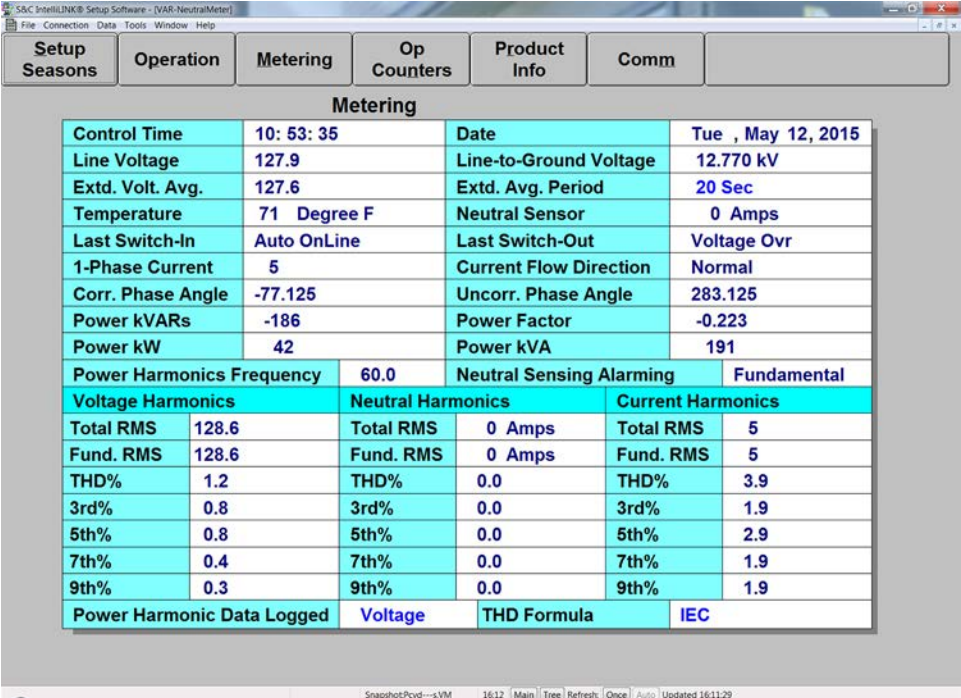 S&C IntelliLINK® Setup Software - [VAR-NeutralMeter]
File Connection Data Tools Window Help
Setup Seasons Operation Metering Op Counters Product Info Comm
Metering
Control Time 10: 53: 35 Date Tue , May 12, 2015
Line Voltage 127.9 Line-to-Ground Voltage 12.770 kV
Extd. Volt. Avg. 127.6 Extd. Avg. Period 20 Sec
Temperature 71 Degree F Neutral Sensor 0 Amps
Last Switch-In Auto OnLine Last Switch-Out Voltage Ovr
1-Phase Current 5 Current Flow Direction Normal
Corr. Phase Angle -77.125 Uncorr. Phase Angle 283.125
Power kVARs -186 Power Factor -0.223
Power kW 42 Power kVA 191
Power Harmonics Frequency 60.0 Neutral Sensing Alarming Fundamental
Voltage Harmonics Neutral Harmonics Current Harmonics
Total RMS 128.6 Total RMS 0 Amps Total RMS 5
Fund. RMS 128.6 Fund. RMS 0 Amps Fund. RMS 5
THD% 1.2 THD% 0.0 THD% 3.9
3rd% 0.8 3rd% 0.0 3rd% 1.9
5th% 0.8 5th% 0.0 5th% 2.9
7th% 0.4 7th% 0.0 7th% 1.9
9th% 0.3 9th% 0.0 9th% 1.9
Power Harmonic Data Logged Voltage THD Formula IEC
Snapshot:Pcvd---s.VM 16:12 Main Tree Refresh: Once Auto Updated 16:11:29